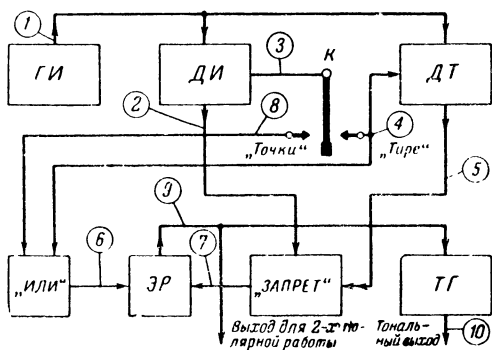 1
ГИ
ДИ
3
К
ДТ
2
8
„Точки“
4
„Тире“
5
9
„ИЛИ“
6
ЭР
7
„ЗАПРЕТ“
ТГ
Выход для 2-х по-
лярной работы
Тональ-
ный выход
10